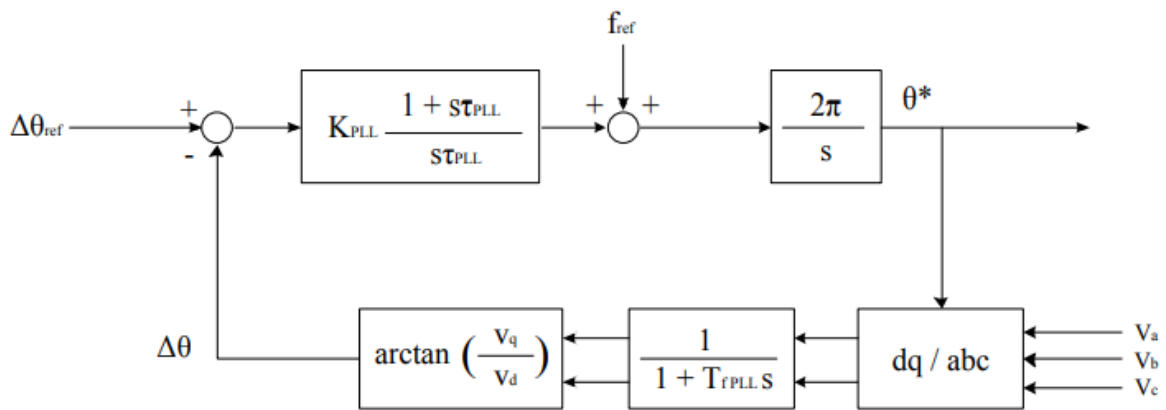 f_ref
Δθ_ref
+
-
K_PLL (1 + sτ_PLL) / (sτ_PLL)
+
+
2π / s
θ*
Δθ
arctan (v_q / v_d)
1 / (1 + T_fPLL s)
dq / abc
V_a
V_b
V_c